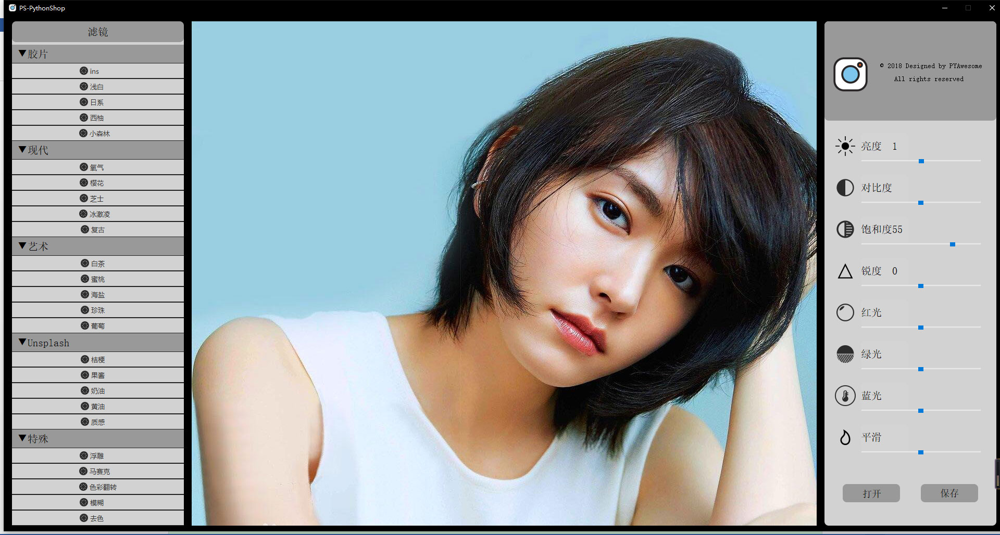 PS-PythonShop
滤镜
▼胶片
ins
浅白
日系
西柚
小森林
▼现代
氧气
樱花
芝士
冰激凌
复古
▼艺术
白茶
蜜桃
海盐
珍珠
葡萄
▼Unsplash
桔梗
果酱
奶油
黄油
质感
▼特殊
浮雕
马赛克
色彩翻转
模糊
去色
© 2018 Designed by PYAwesome
All rights reserved
亮度 1
对比度
饱和度55
锐度 0
红光
绿光
蓝光
平滑
打开
保存